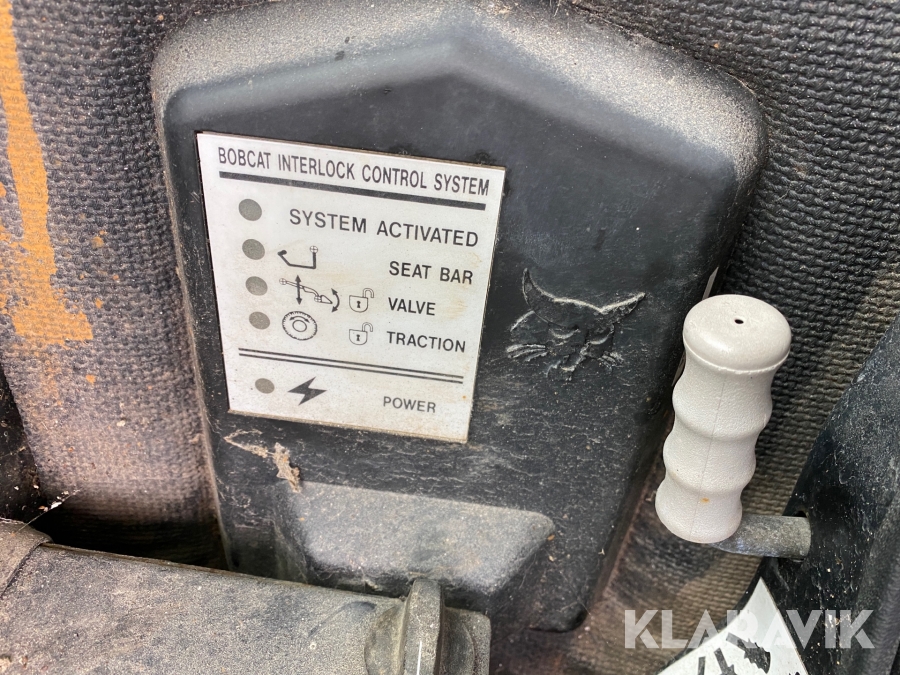 BOBCAT INTERLOCK CONTROL SYSTEM
SYSTEM ACTIVATED
SEAT BAR
VALVE
TRACTION
POWER
KLARAVIK